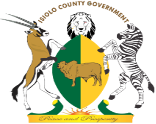 ISIOLO COUNTY GOVERNMENT
Peace and Prosperity